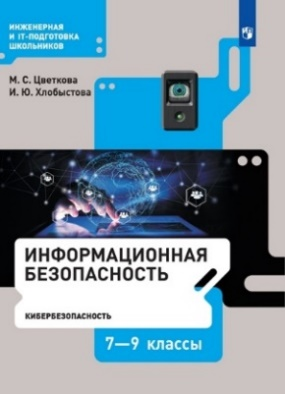 ИНЖЕНЕРНАЯ
И IT-ПОДГОТОВКА
ШКОЛЬНИКОВ
М. С. Цветкова
И. Ю. Хлобыстова
ИНФОРМАЦИОННАЯ
БЕЗОПАСНОСТЬ
КИБЕРБЕЗОПАСНОСТЬ
7—9 классы